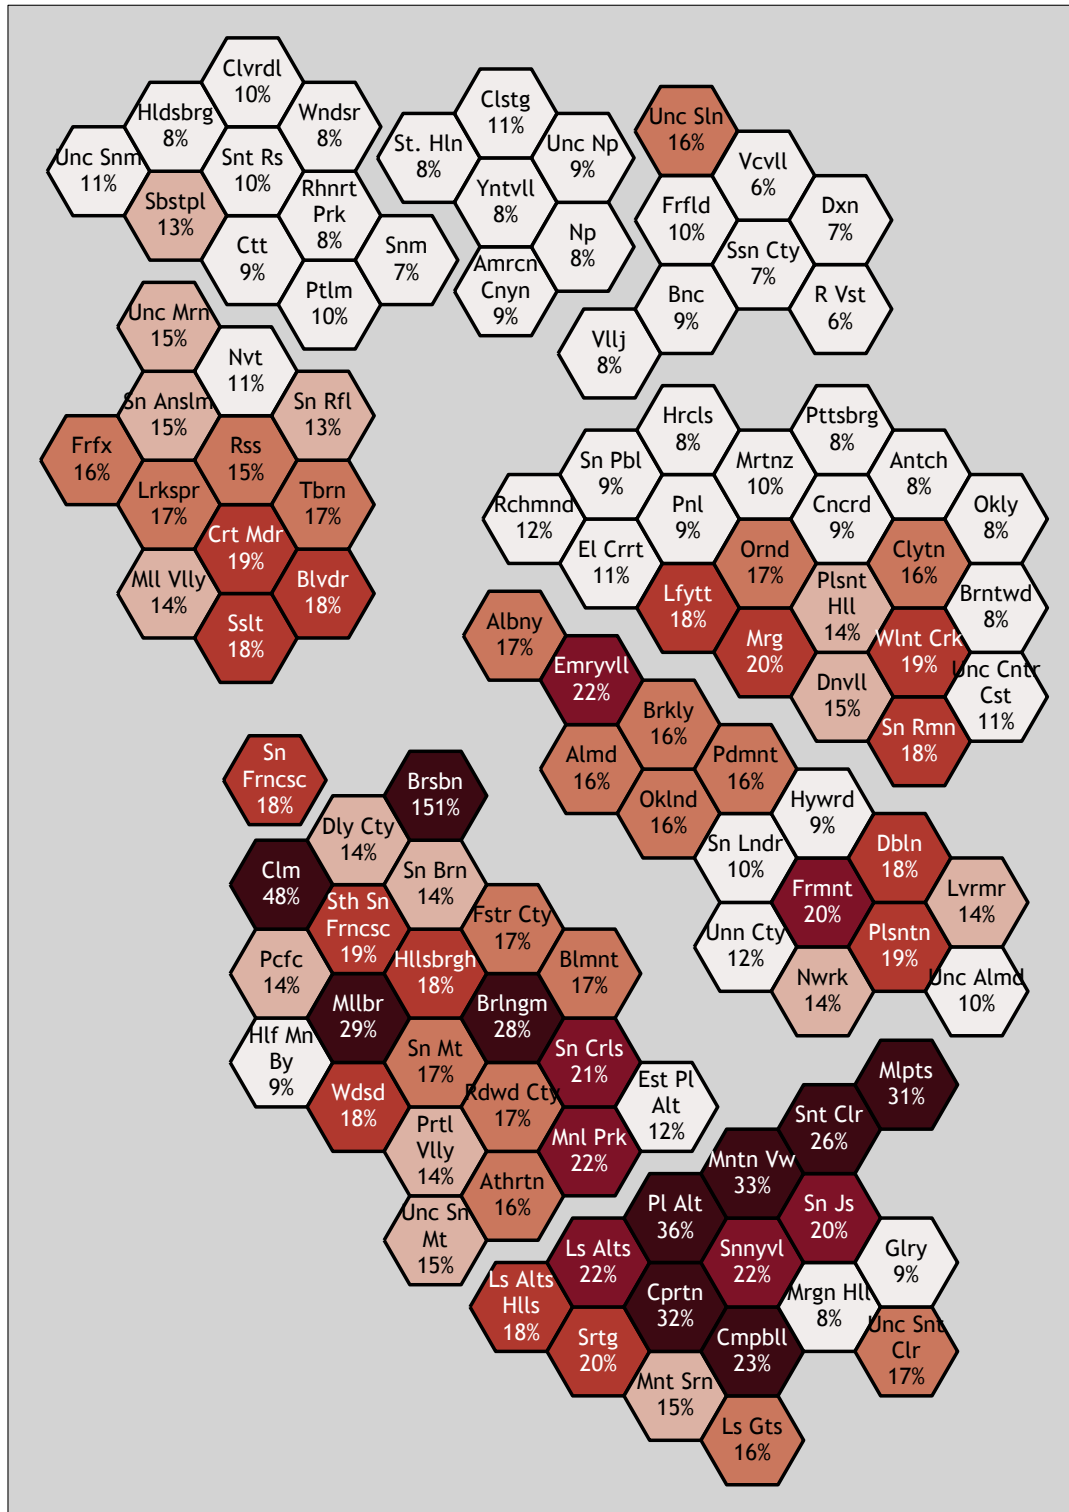 Clvrdl
10%
Hldsbrg
8%
Wndsr
8%
Unc Snm
11%
Snt Rs
10%
Sbstpl
13%
Rhnrt
Prk
8%
Ctt
9%
Snm
7%
Ptlm
10%
Clstg
11%
St. Hln
8%
Unc Np
9%
Yntvll
8%
Np
8%
Amrcn
Cnyn
9%
Unc Sln
16%
Vcvll
6%
Frfld
10%
Dxn
7%
Ssn Cty
7%
Bnc
9%
R Vst
6%
Vllj
8%
Unc Mrn
15%
Nvt
11%
Sn Anslm
15%
Sn Rfl
13%
Frfx
16%
Rss
15%
Lrkspr
17%
Tbrn
17%
Crt Mdr
19%
Mll Vlly
14%
Blvdr
18%
Sslt
18%
Hrcls
8%
Pttsbrg
8%
Sn Pbl
9%
Mrtnz
10%
Antch
8%
Rchmnd
12%
Pnl
9%
Cncrd
9%
Okly
8%
El Crrt
11%
Ornd
17%
Clytn
16%
Lfytt
18%
Plsnt
Hll
14%
Brntwd
8%
Mrg
20%
Wlnt Crk
19%
Dnvll
15%
Unc Cntr
Cst
11%
Sn Rmn
18%
Albny
17%
Emryvll
22%
Brkly
16%
Almd
16%
Pdmnt
16%
Oklnd
16%
Hywrd
9%
Sn Lndr
10%
Dbln
18%
Frmnt
20%
Lvrmr
14%
Unn Cty
12%
Plsntn
19%
Nwrk
14%
Unc Almd
10%
Sn
Frncsc
18%
Brsbn
151%
Dly Cty
14%
Clm
48%
Sn Brn
14%
Sth Sn
Frncsc
19%
Fstr Cty
17%
Pcfc
14%
Hllsbrgh
18%
Blmnt
17%
Mllbr
29%
Brlngm
28%
Hlf Mn
By
9%
Sn Mt
17%
Sn Crls
21%
Wdsd
18%
Rdwd Cty
17%
Est Pl
Alt
12%
Prtl
Vlly
14%
Mnl Prk
22%
Athrtn
16%
Unc Sn
Mt
15%
Mlpts
31%
Snt Clr
26%
Mntn Vw
33%
Pl Alt
36%
Sn Js
20%
Ls Alts
22%
Snnyvl
22%
Glry
9%
Ls Alts
Hlls
18%
Cprtn
32%
Mrgn Hll
8%
Srtg
20%
Cmpbll
23%
Unc Snt
Clr
17%
Mnt Srn
15%
Ls Gts
16%